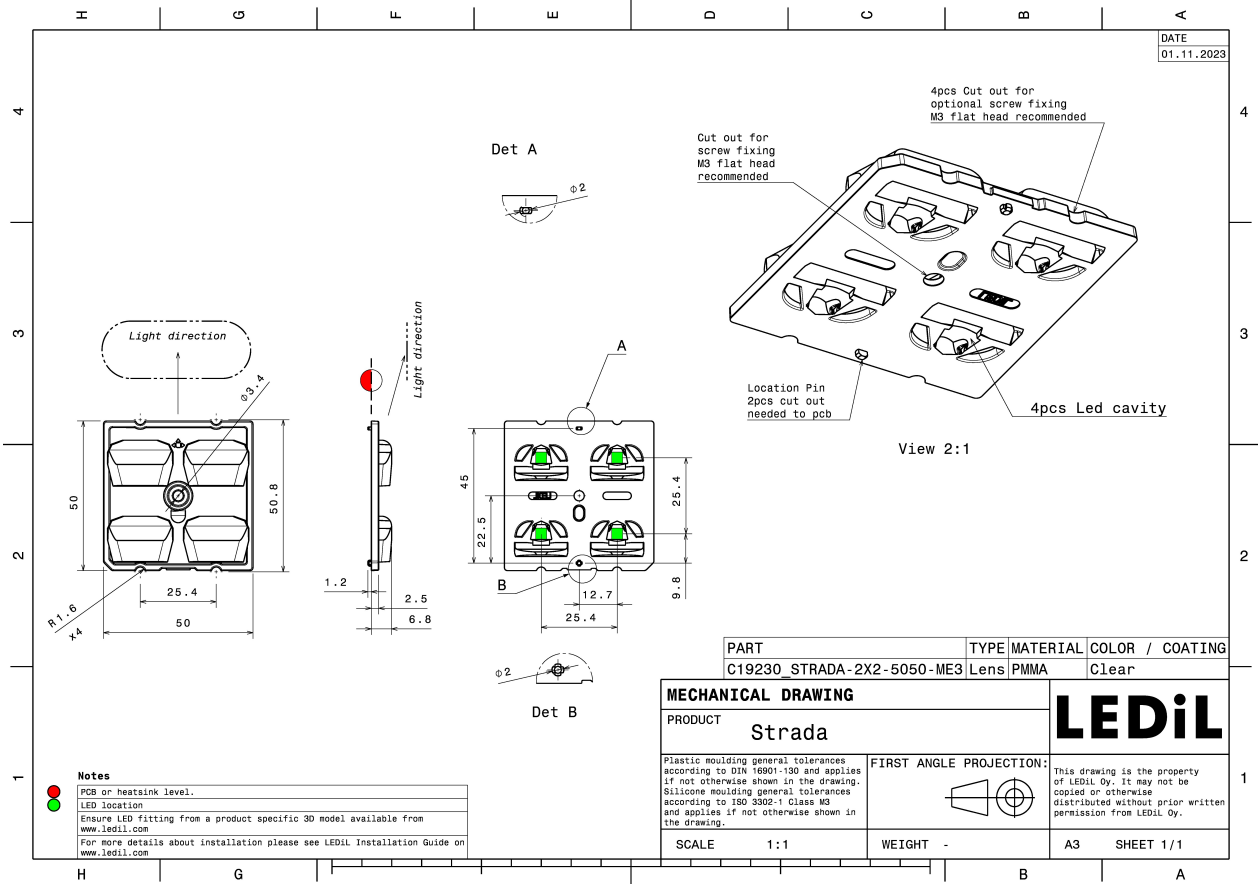 H G F E D C B A
DATE
01.11.2023
4
4
4pcs Cut out for
optional screw fixing
M3 flat head recommended
Cut out for
screw fixing
M3 flat head
recommended
Det A
⌀2
3
3
Light direction
Light direction
⌀3.4
A
Location Pin
2pcs cut out
needed to pcb
4pcs Led cavity
View 2:1
50
50.8
45
22.5
25.4
9.8
2
2
25.4
50
R1.6
x4
1.2
2.5
6.8
B
12.7
25.4
⌀2
Det B
PART TYPE MATERIAL COLOR / COATING
C19230_STRADA-2X2-5050-ME3 Lens PMMA Clear
MECHANICAL DRAWING
PRODUCT
Strada
LEDiL
Plastic moulding general tolerances
according to DIN 16901-130 and applies
if not otherwise shown in the drawing.
Silicone moulding general tolerances
according to ISO 3302-1 Class M3
and applies if not otherwise shown in
the drawing.
FIRST ANGLE PROJECTION:
This drawing is the property
of LEDiL Oy. It may not be
copied or otherwise
distributed without prior written
permission from LEDiL Oy.
SCALE 1:1 WEIGHT - A3 SHEET 1/1
1
1
Notes
PCB or heatsink level.
LED location
Ensure LED fitting from a product specific 3D model available from
www.ledil.com
For more details about installation please see LEDiL Installation Guide on
www.ledil.com
H G B A